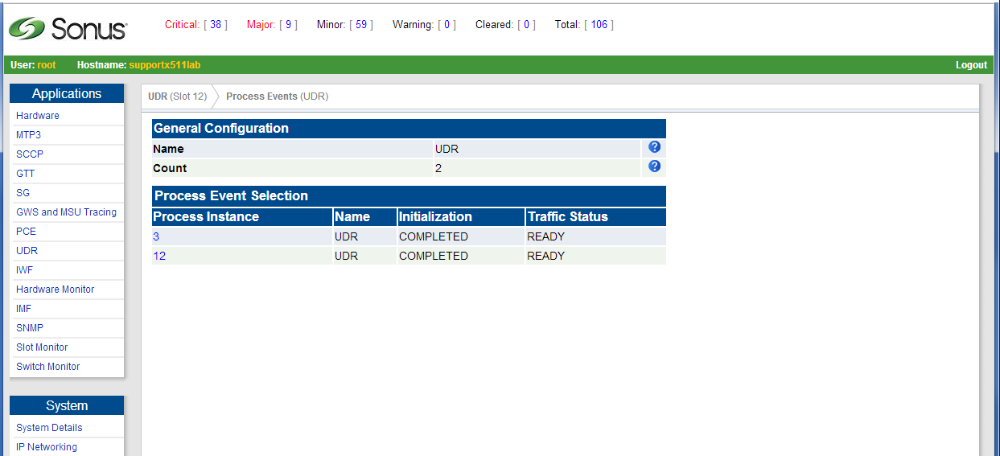 Sonus
Critical: [ 38 ] Major: [ 9 ] Minor: [ 59 ] Warning: [ 0 ] Cleared: [ 0 ] Total: [ 106 ]
User: root Hostname: supportx511lab Logout
Applications
Hardware
MTP3
SCCP
GTT
SG
GWS and MSU Tracing
PCE
UDR
IWF
Hardware Monitor
IMF
SNMP
Slot Monitor
Switch Monitor
System
System Details
IP Networking
UDR (Slot 12) Process Events (UDR)
General Configuration
Name UDR ?
Count 2 ?
Process Event Selection
Process Instance Name Initialization Traffic Status
3 UDR COMPLETED READY
12 UDR COMPLETED READY